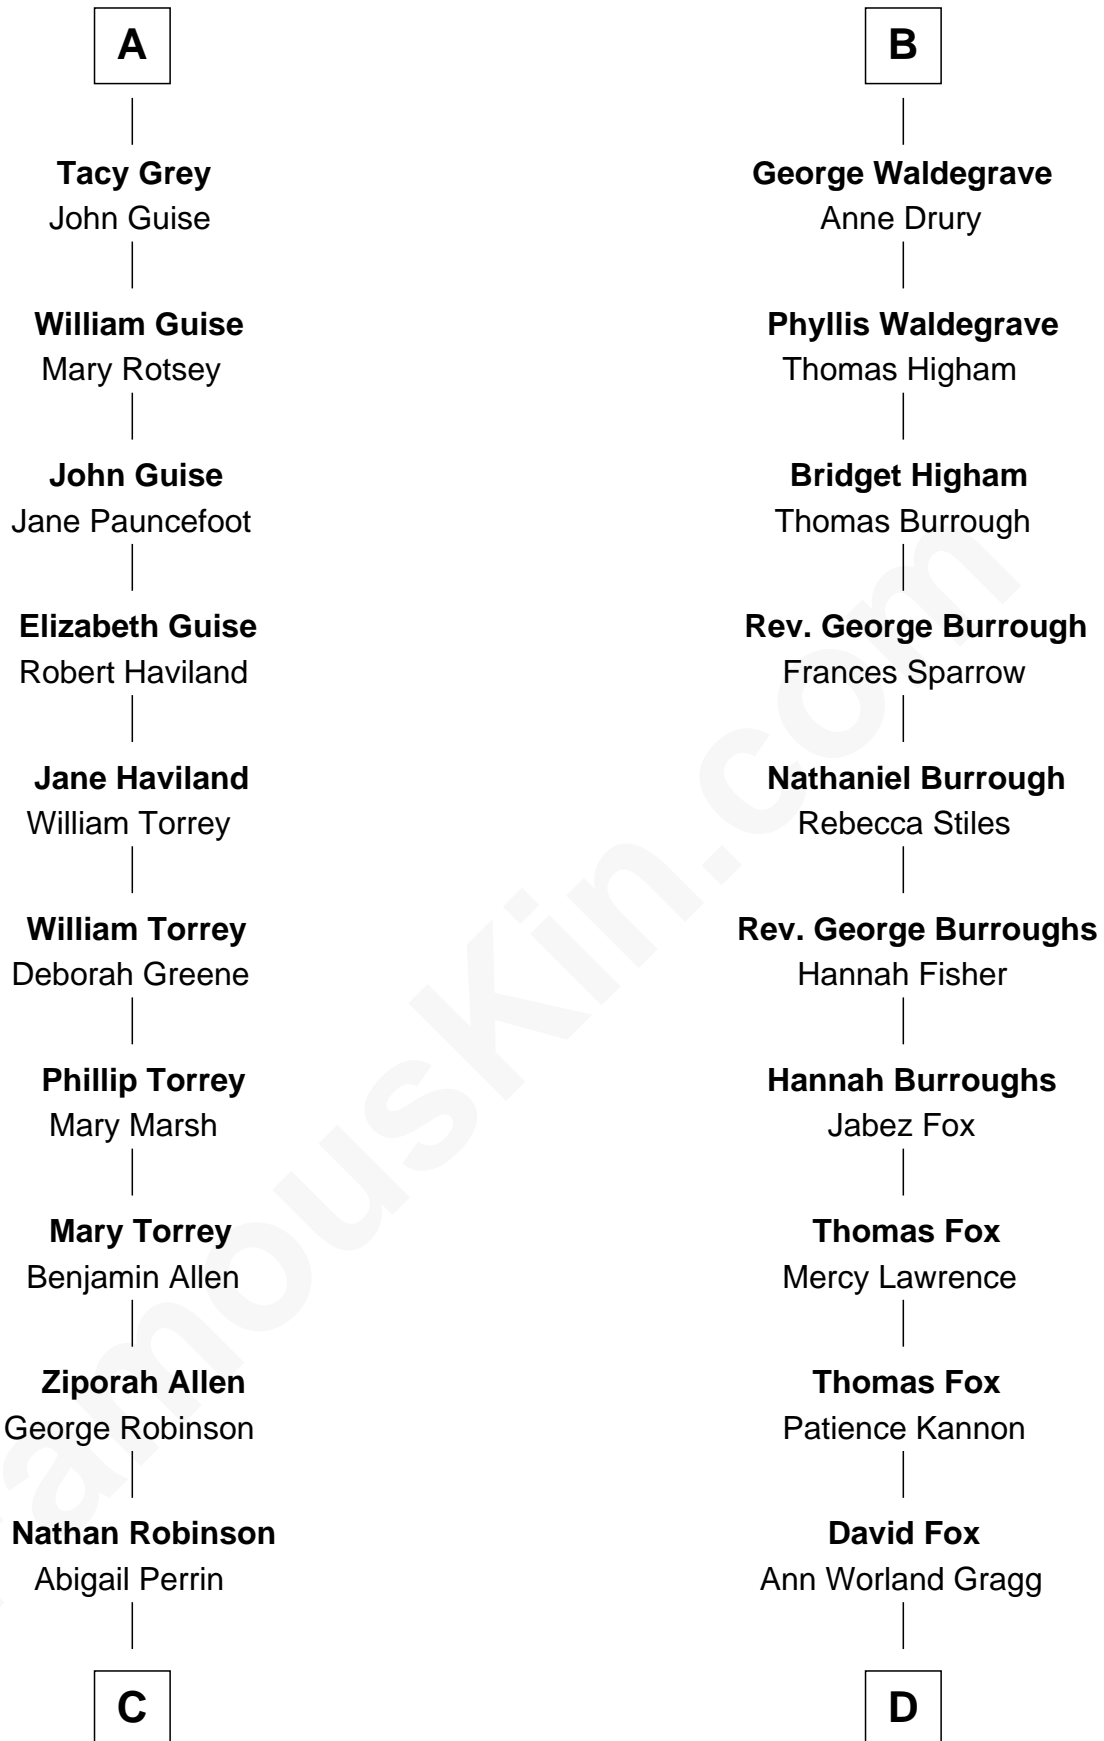 A
Tacy Grey
John Guise
William Guise
Mary Rotsey
John Guise
Jane Pauncefoot
Elizabeth Guise
Robert Haviland
Jane Haviland
William Torrey
William Torrey
Deborah Greene
Phillip Torrey
Mary Marsh
Mary Torrey
Benjamin Allen
Ziporah Allen
George Robinson
Nathan Robinson
Abigail Perrin
C
B
George Waldegrave
Anne Drury
Phyllis Waldegrave
Thomas Higham
Bridget Higham
Thomas Burrough
Rev. George Burrough
Frances Sparrow
Nathaniel Burrough
Rebecca Stiles
Rev. George Burroughs
Hannah Fisher
Hannah Burroughs
Jabez Fox
Thomas Fox
Mercy Lawrence
Thomas Fox
Patience Kannon
David Fox
Ann Worland Gragg
D
FamousKin.com